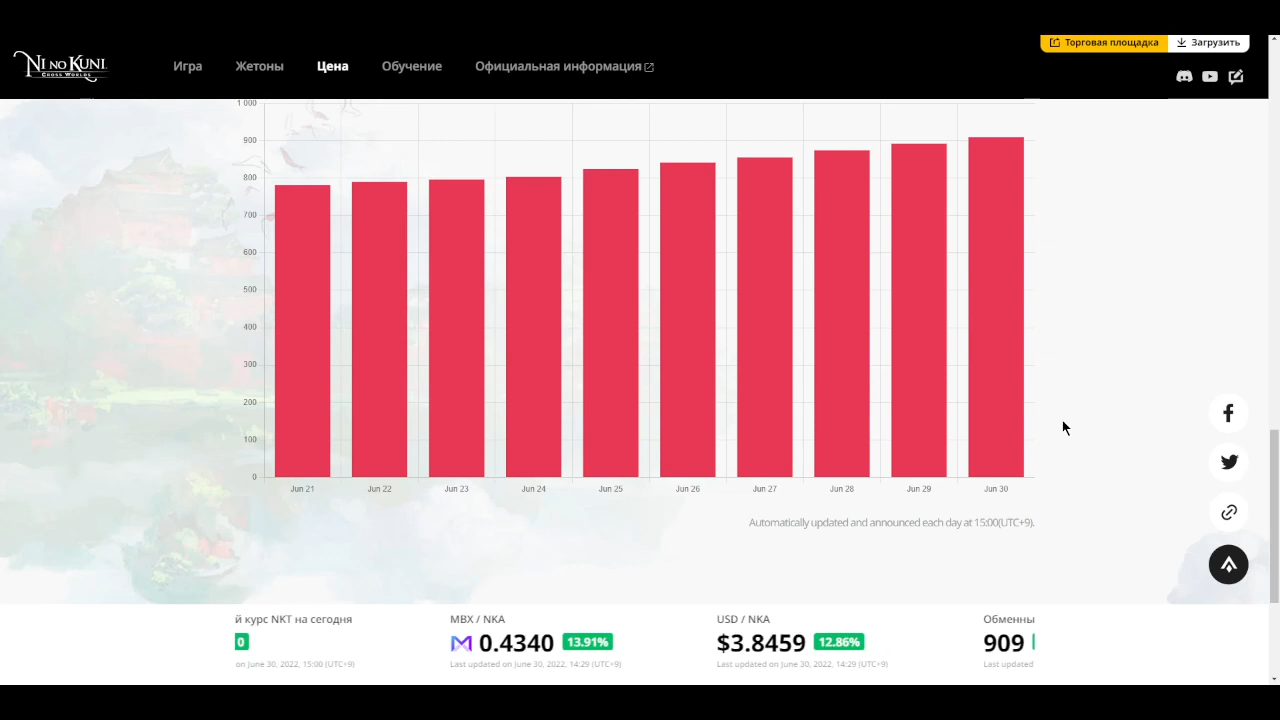 Торговая площадка
Загрузить
NI NO KUNI
CROSS WORLDS
Игра
Жетоны
Цена
Обучение
Официальная информация
1 000
900
800
700
600
500
400
300
200
100
0
Jun 21
Jun 22
Jun 23
Jun 24
Jun 25
Jun 26
Jun 27
Jun 28
Jun 29
Jun 30
Automatically updated and announced each day at 15:00(UTC+9).
й курс NKT на сегодня
0
on June 30, 2022, 15:00 (UTC+9)
MBX / NKA
0.4340 13.91%
Last updated on June 30, 2022, 14:29 (UTC+9)
USD / NKA
$3.8459 12.86%
Last updated on June 30, 2022, 14:29 (UTC+9)
Обменны
909
Last updated